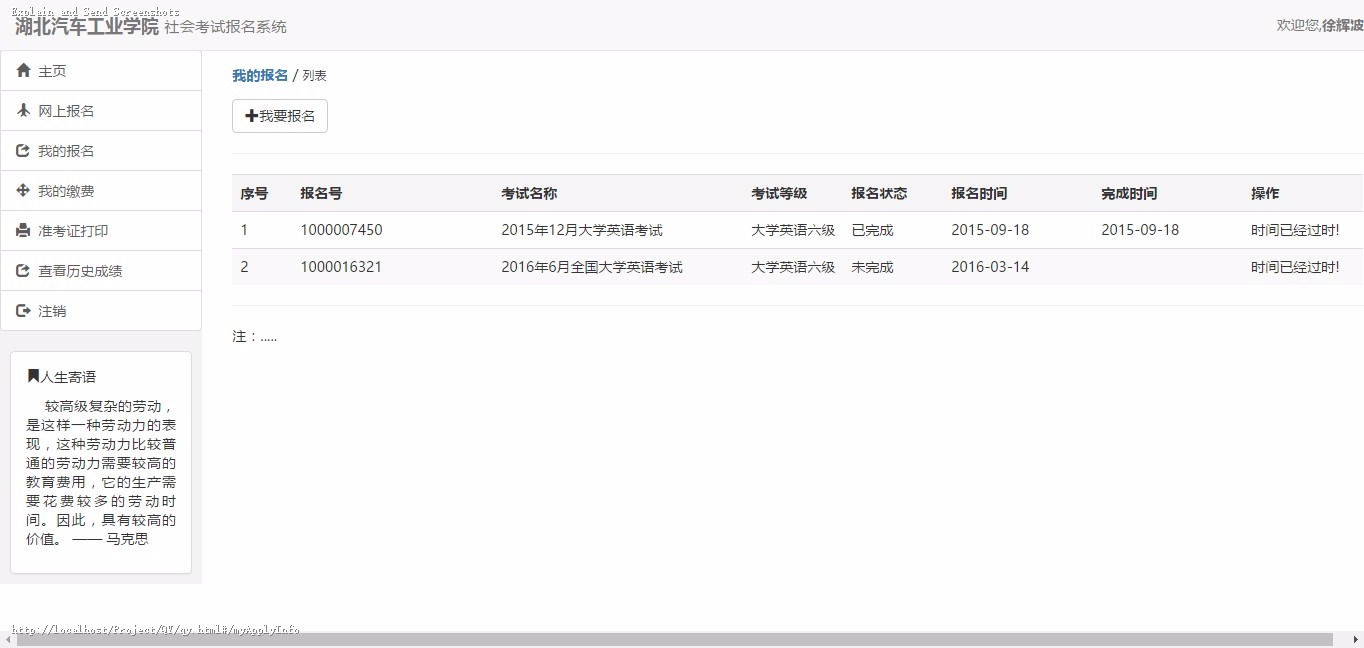 Explain and Send Screenshots
湖北汽车工业学院 社会考试报名系统
欢迎您,徐辉波
主页
网上报名
我的报名
我的缴费
准考证打印
查看历史成绩
注销
人生寄语
较高级复杂的劳动，
是这样一种劳动力的表
现，这种劳动力比较普
通的劳动力需要较高的
教育费用，它的生产需
要花费较多的劳动时
间。因此，具有较高的
价值。 —— 马克思
我的报名 / 列表
我要报名
序号 报名号 考试名称 考试等级 报名状态 报名时间 完成时间 操作
1 1000007450 2015年12月大学英语考试 大学英语六级 已完成 2015-09-18 2015-09-18 时间已经过时!
2 1000016321 2016年6月全国大学英语考试 大学英语六级 未完成 2016-03-14 时间已经过时!
注：.....
http://localhost/Project/QY/qy.html#/myApplyInfo